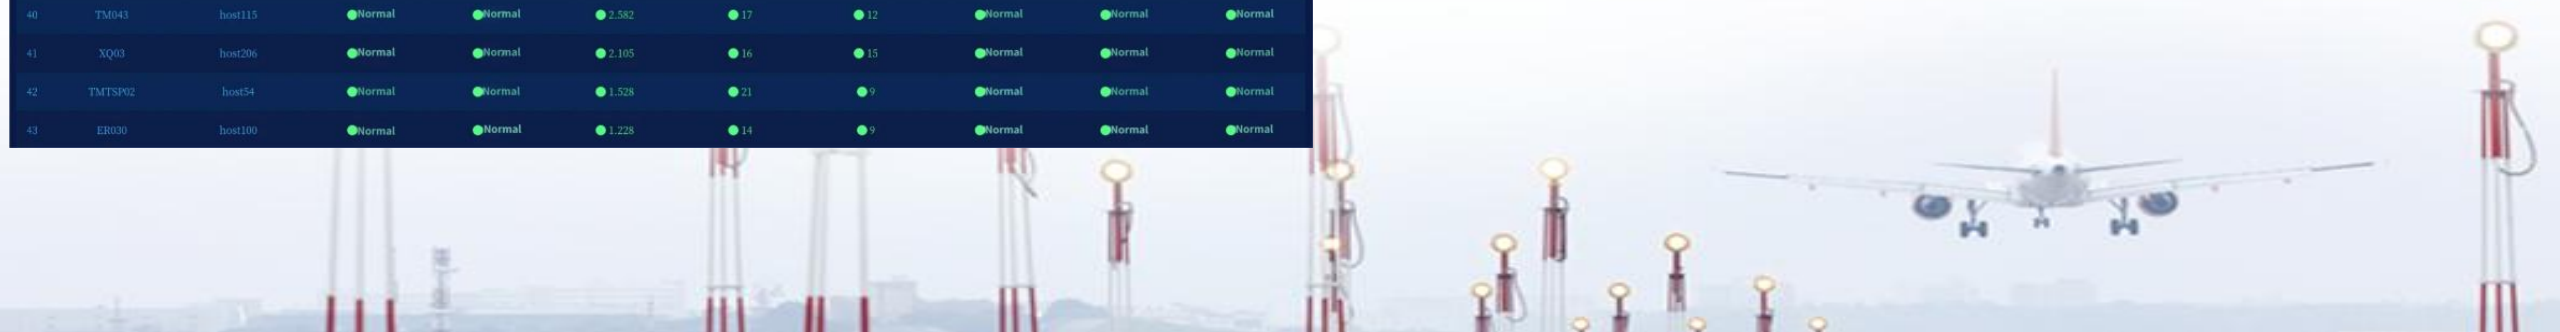 40 TM043 host115 Normal Normal 2.582 17 12 Normal Normal Normal
41 XQ03 host206 Normal Normal 2.105 16 15 Normal Normal Normal
42 TMTSP02 host54 Normal Normal 1.528 21 9 Normal Normal Normal
43 ER030 host100 Normal Normal 1.228 14 9 Normal Normal Normal